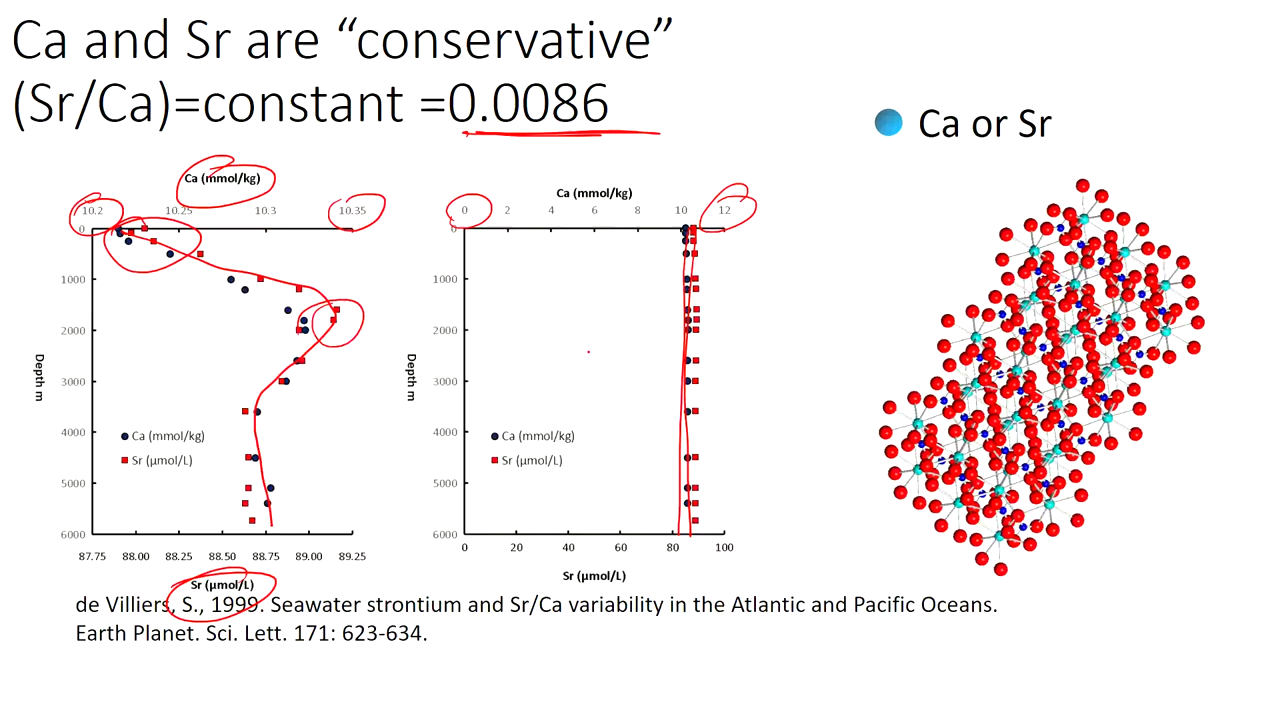 Ca and Sr are “conservative”
(Sr/Ca)=constant =0.0086
Ca or Sr
Ca (mmol/kg)
10.2 10.25 10.3 10.35
0
1000
2000
3000
4000
5000
6000
Depth m
Ca (mmol/kg)
Sr (µmol/L)
87.75 88.00 88.25 88.50 88.75 89.00 89.25
Sr (µmol/L)
Ca (mmol/kg)
0 2 4 6 8 10 12
0
1000
2000
3000
4000
5000
6000
Depth m
Ca (mmol/kg)
Sr (µmol/L)
0 20 40 60 80 100
Sr (µmol/L)
de Villiers, S., 1999. Seawater strontium and Sr/Ca variability in the Atlantic and Pacific Oceans.
Earth Planet. Sci. Lett. 171: 623-634.